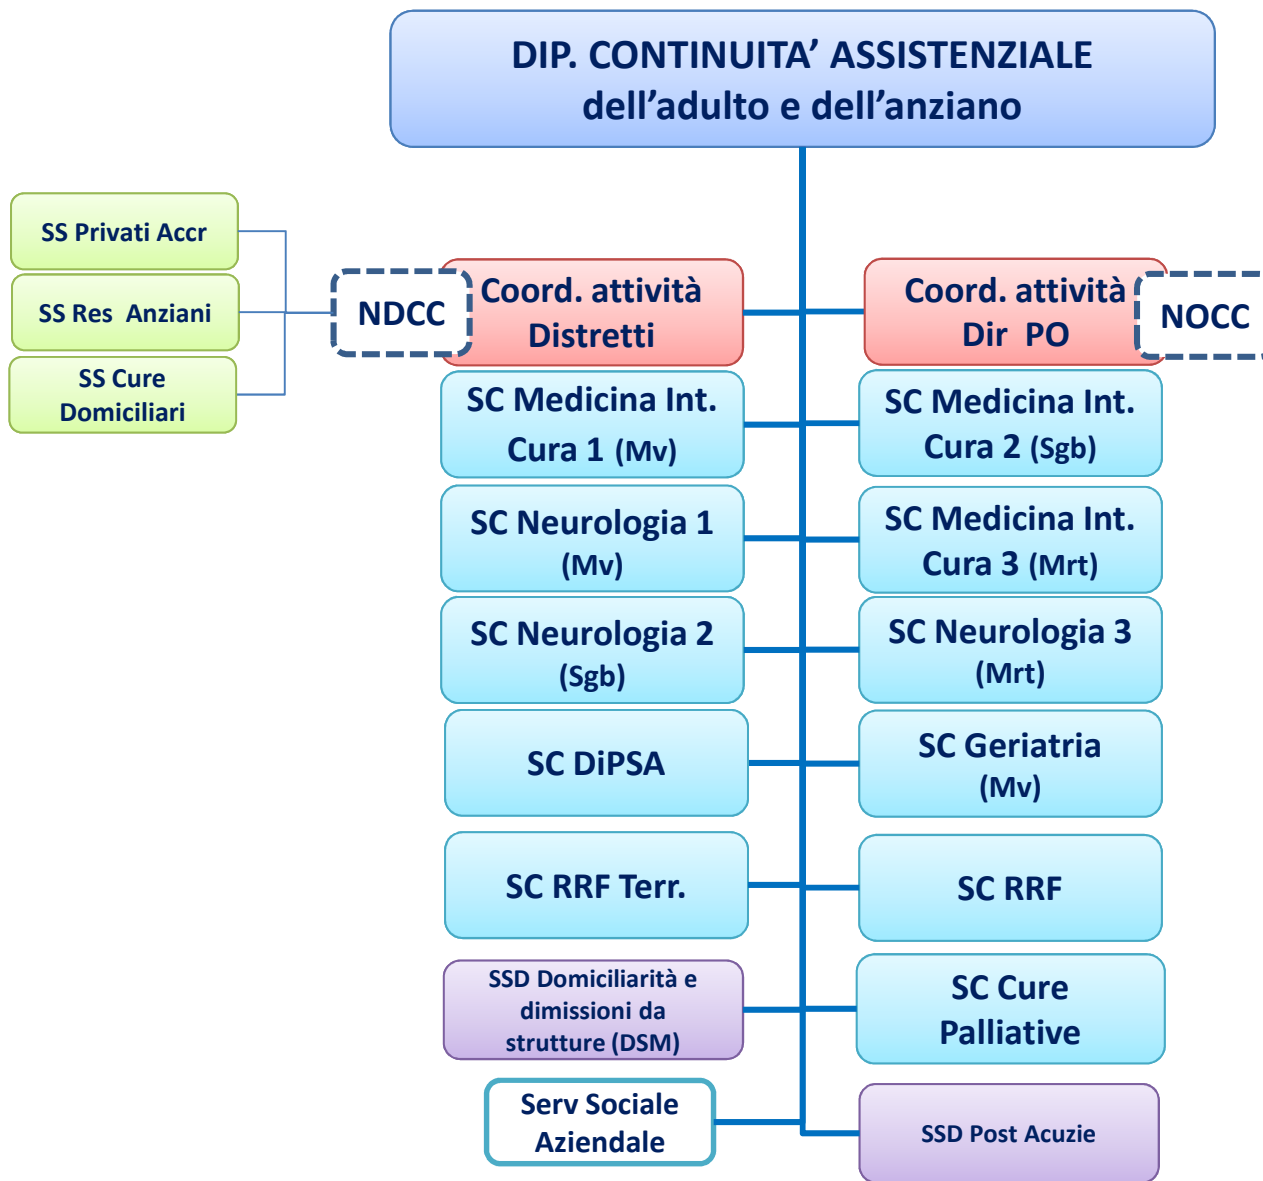 DIP. CONTINUITA’ ASSISTENZIALE
dell’adulto e dell’anziano
SS Privati Accr
SS Res Anziani
SS Cure
Domiciliari
NDCC
Coord. attività
Distretti
Coord. attività
Dir PO
NOCC
SC Medicina Int.
Cura 1 (Mv)
SC Medicina Int.
Cura 2 (Sgb)
SC Neurologia 1
(Mv)
SC Medicina Int.
Cura 3 (Mrt)
SC Neurologia 2
(Sgb)
SC Neurologia 3
(Mrt)
SC DiPSA
SC Geriatria
(Mv)
SC RRF Terr.
SC RRF
SSD Domiciliarità e
dimissioni da
strutture (DSM)
SC Cure
Palliative
Serv Sociale
Aziendale
SSD Post Acuzie